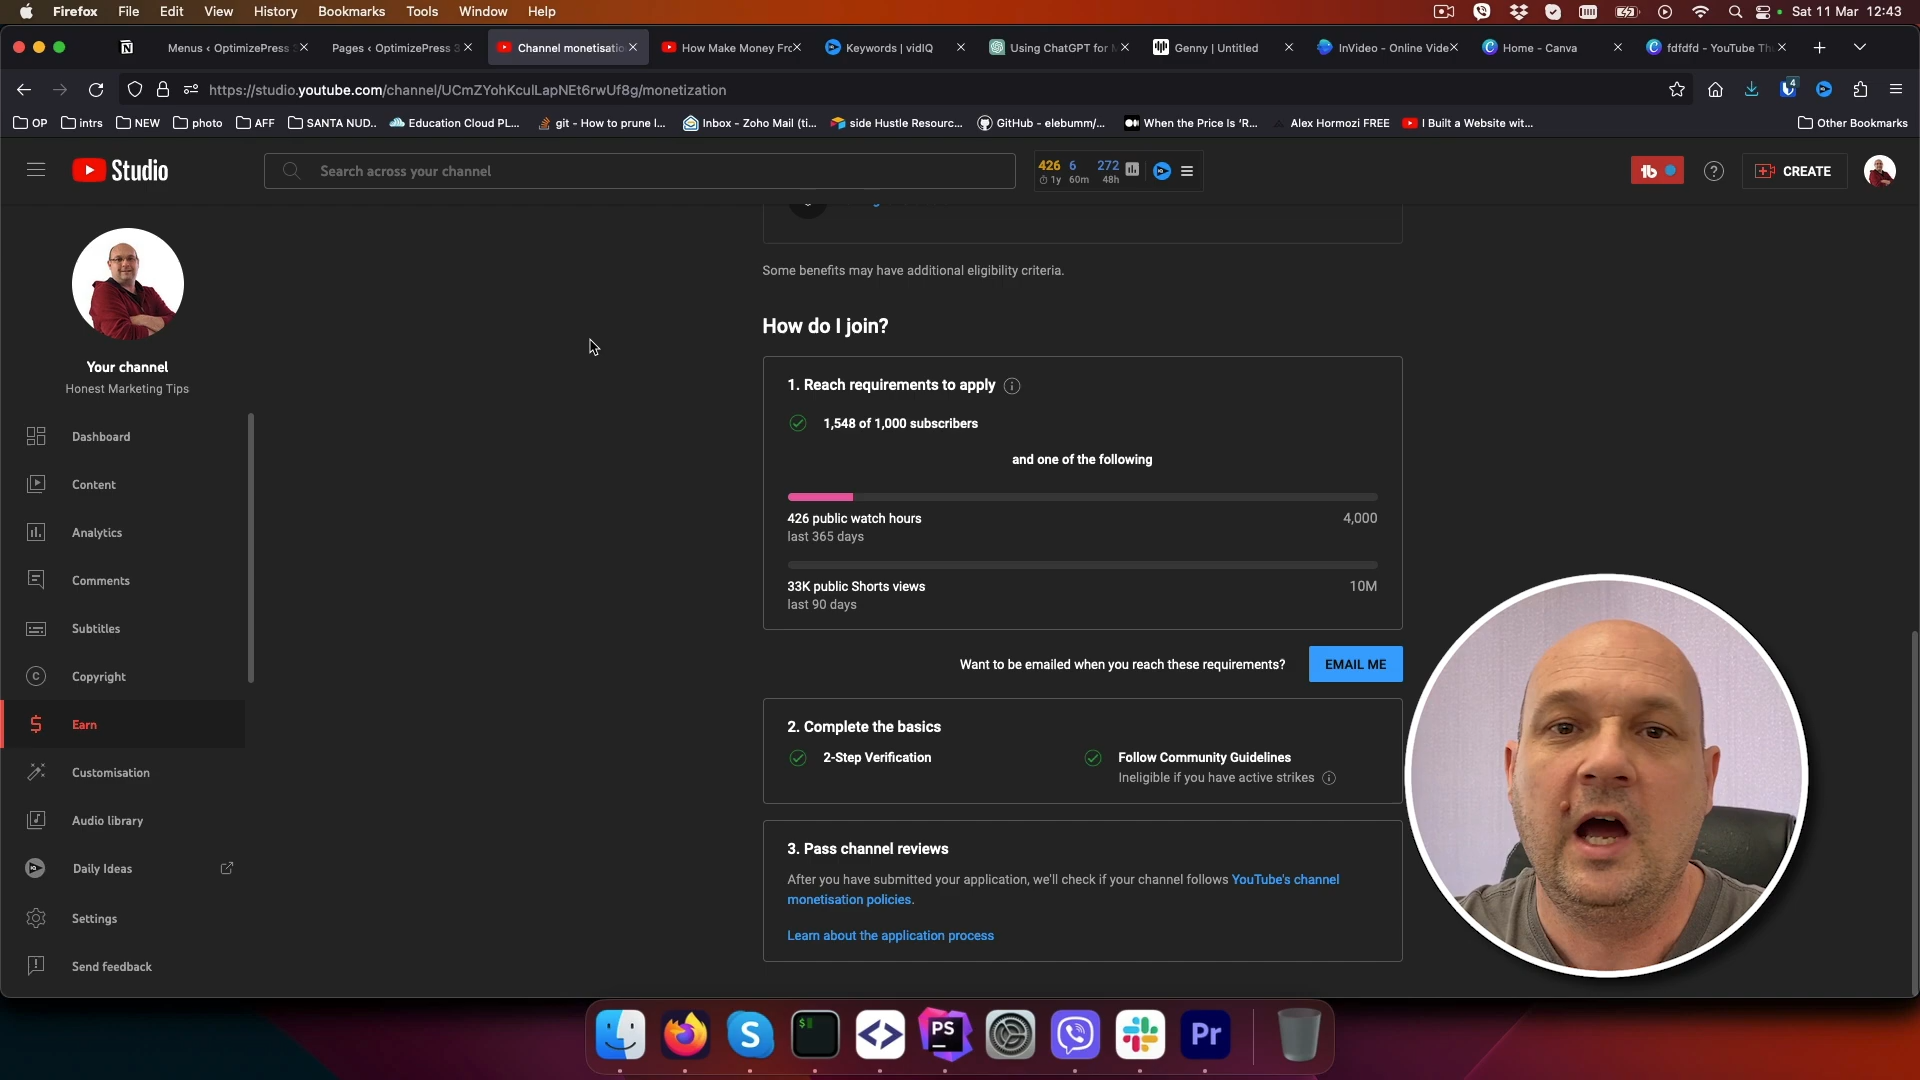 Firefox File Edit View History Bookmarks Tools Window Help Sat 11 Mar 12:43
Menus ‹ OptimizePress Pages ‹ OptimizePress 3 Channel monetisatio How Make Money Fro Keywords | vidIQ Using ChatGPT for Genny | Untitled InVideo - Online Vide Home - Canva fdfdfd - YouTube Th
https://studio.youtube.com/channel/UCmZYohKculLapNEt6rwUf8g/monetization 4
OP intrs NEW photo AFF SANTA NUD.. Education Cloud PL... git - How to prune l... Inbox - Zoho Mail (ti... side Hustle Resourc... GitHub - elebumm/... When the Price Is ‘R... Alex Hormozi FREE I Built a Website wit... Other Bookmarks
Studio Search across your channel 426 6 272 CREATE
1y 60m 48h
Some benefits may have additional eligibility criteria.
How do I join?
Your channel
Honest Marketing Tips
Dashboard
Content
Analytics
Comments
Subtitles
Copyright
Earn
Customisation
Audio library
Daily Ideas
Settings
Send feedback
1. Reach requirements to apply
1,548 of 1,000 subscribers
and one of the following
426 public watch hours 4,000
last 365 days
33K public Shorts views 10M
last 90 days
Want to be emailed when you reach these requirements? EMAIL ME
2. Complete the basics
2-Step Verification Follow Community Guidelines
Ineligible if you have active strikes
3. Pass channel reviews
After you have submitted your application, we'll check if your channel follows YouTube's channel
monetisation policies.
Learn about the application process
PS Pr